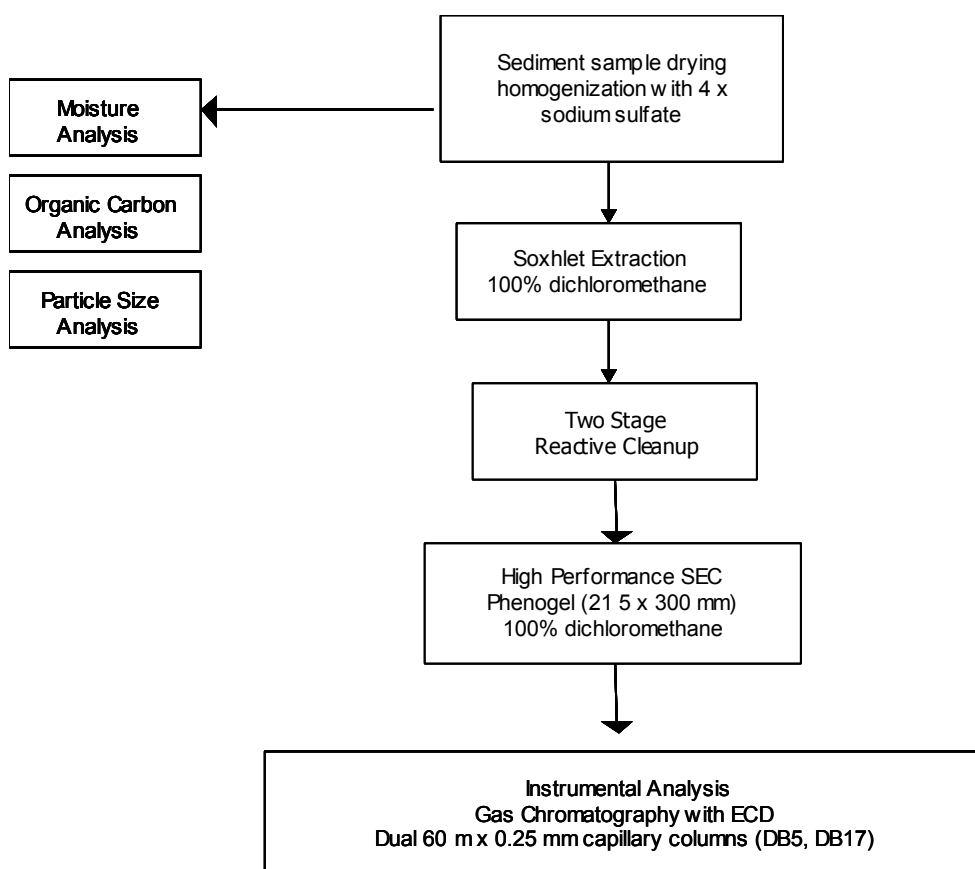 Sediment sample drying
homogenization with 4 x
sodium sulfate
Moisture
Analysis
Organic Carbon
Analysis
Particle Size
Analysis
Soxhlet Extraction
100% dichloromethane
Two Stage
Reactive Cleanup
High Performance SEC
Phenogel (21 5 x 300 mm)
100% dichloromethane
Instrumental Analysis
Gas Chromatography with ECD
Dual 60 m x 0.25 mm capillary columns (DB5, DB17)